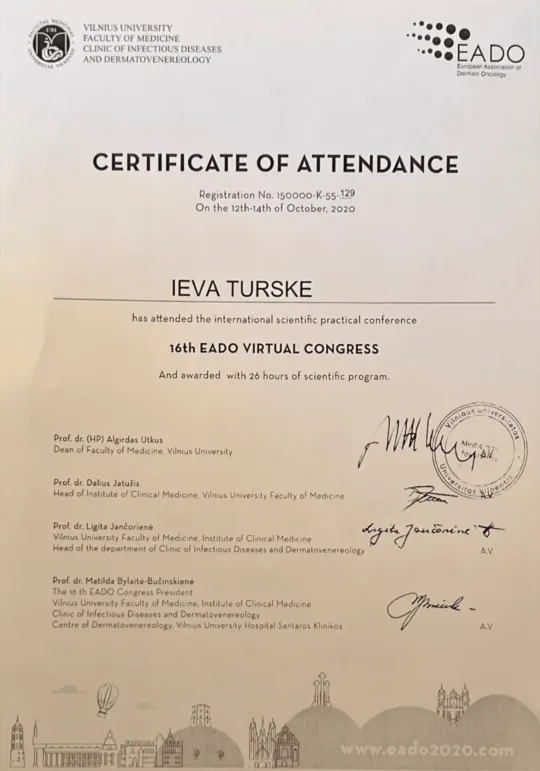 VILNIUS UNIVERSITY
FACULTY OF MEDICINE
CLINIC OF INFECTIOUS DISEASES
AND DERMATOVENEREOLOGY
EADO
European Association of
Dermato Oncology
CERTIFICATE OF ATTENDANCE
Registration No. 150000-K-55-129
On the 12th-14th of October, 2020
IEVA TURSKE
has attended the international scientific practical conference
16th EADO VIRTUAL CONGRESS
And awarded with 26 hours of scientific program.
Prof. dr. (HP) Algirdas Utkus
Dean of Faculty of Medicine, Vilnius University
Vilniaus universitetas
Universitas Vilnensis
A.V
Prof. dr. Dalius Jatužis
Head of Institute of Clinical Medicine, Vilnius University Faculty of Medicine
A.V
Prof. dr. Ligita Jančorienė
Vilnius University Faculty of Medicine, Institute of Clinical Medicine
Head of the department of Clinic of Infectious Diseases and Dermatovenereology
Ligita Jančorienė
A.V
Prof. dr. Matilda Bylaitė-Bučinskienė
The 16 th EADO Congress President
Vilnius University Faculty of Medicine, Institute of Clinical Medicine
Clinic of Infectious Diseases and Dermatovenereology
Centre of Dermatovenereology, Vilnius University Hospital Santaros Klinikos
A.V
www.eado2020.com